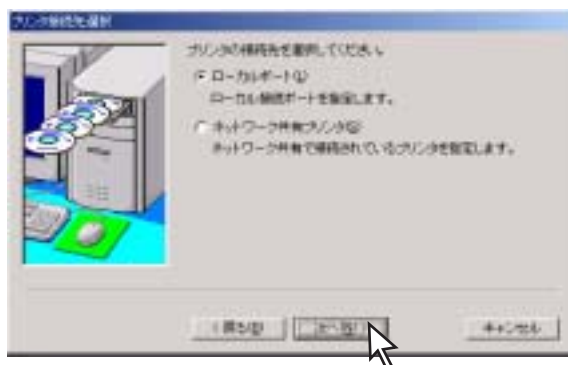 プリンタ接続先選択
プリンタの接続先を選択してください。
ローカルポート(L)
ローカル接続ポートを指定します。
ネットワーク共有プリンタ(S)
ネットワーク共有で接続されているプリンタを指定します。
< 戻る(B)
次へ(N) >
キャンセル